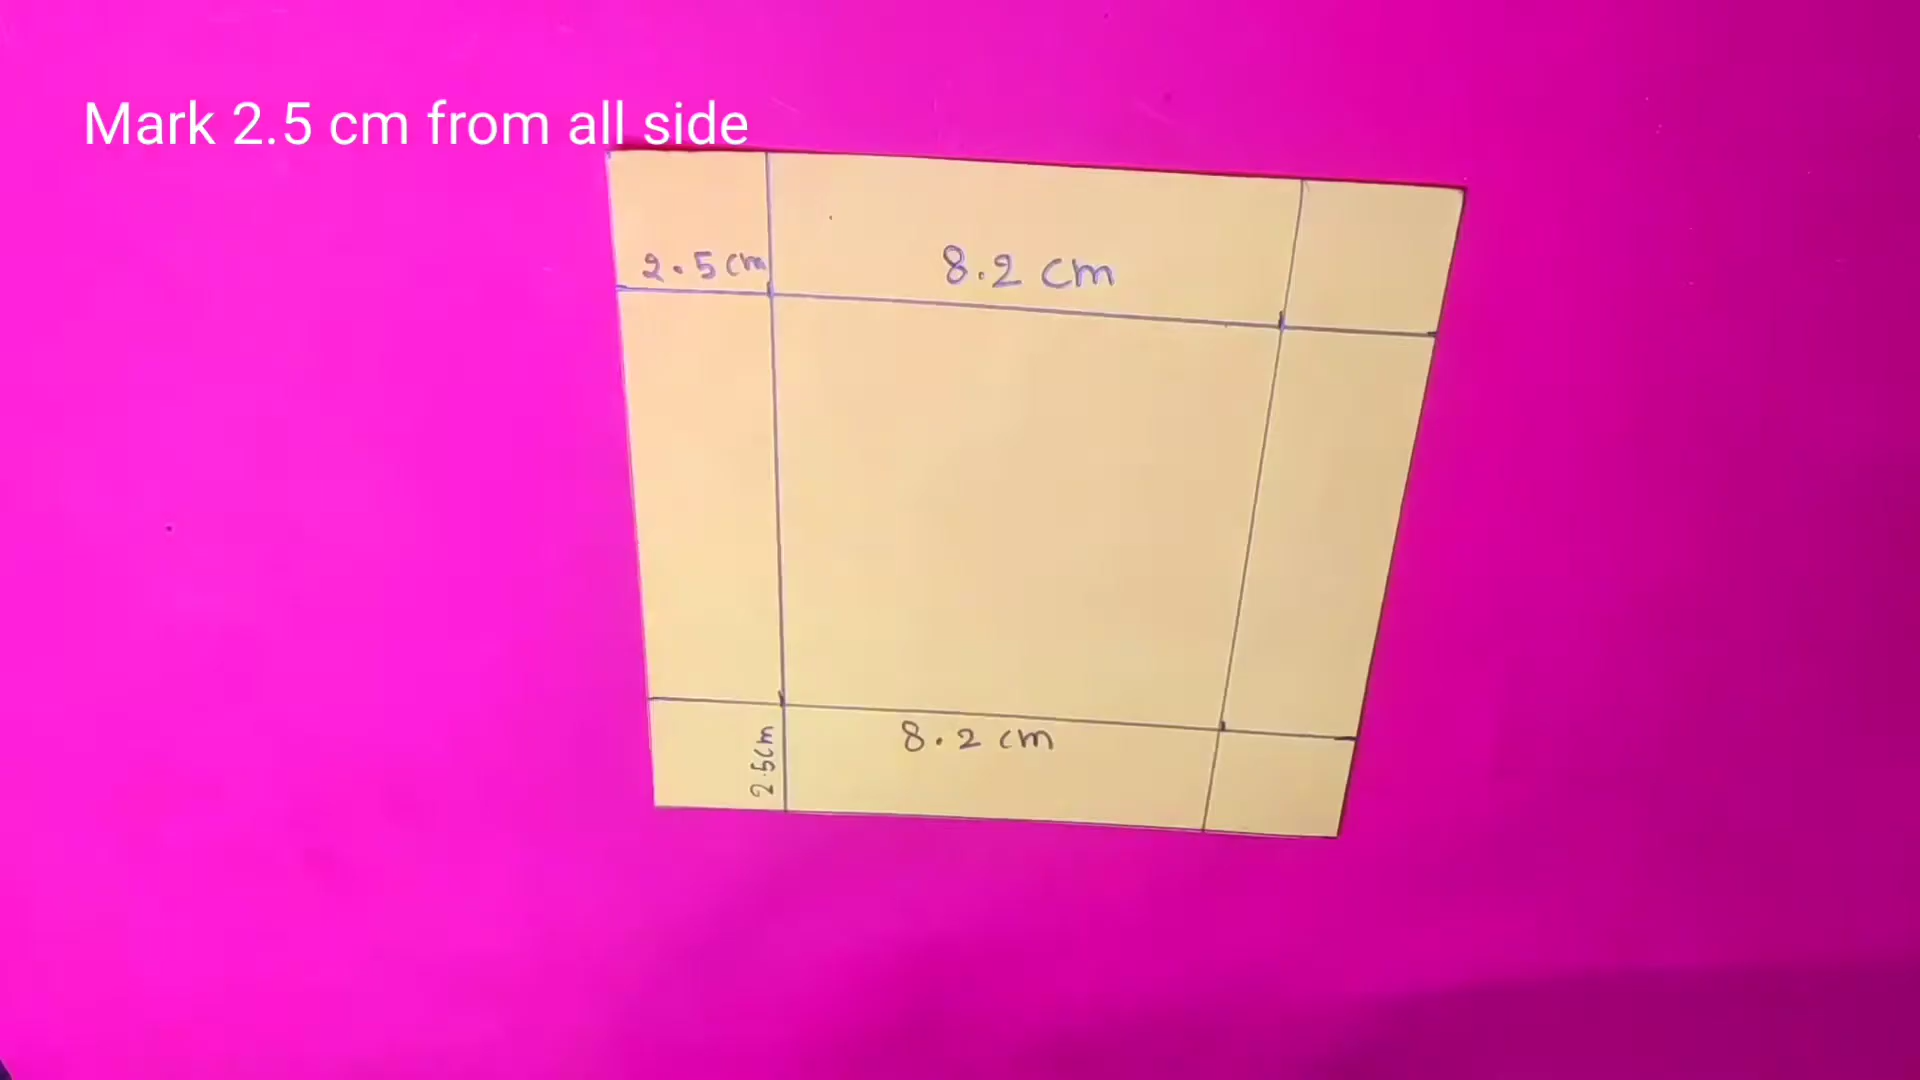 Mark 2.5 cm from all side
2.5 cm
8.2 cm
8.2 cm
2.5cm